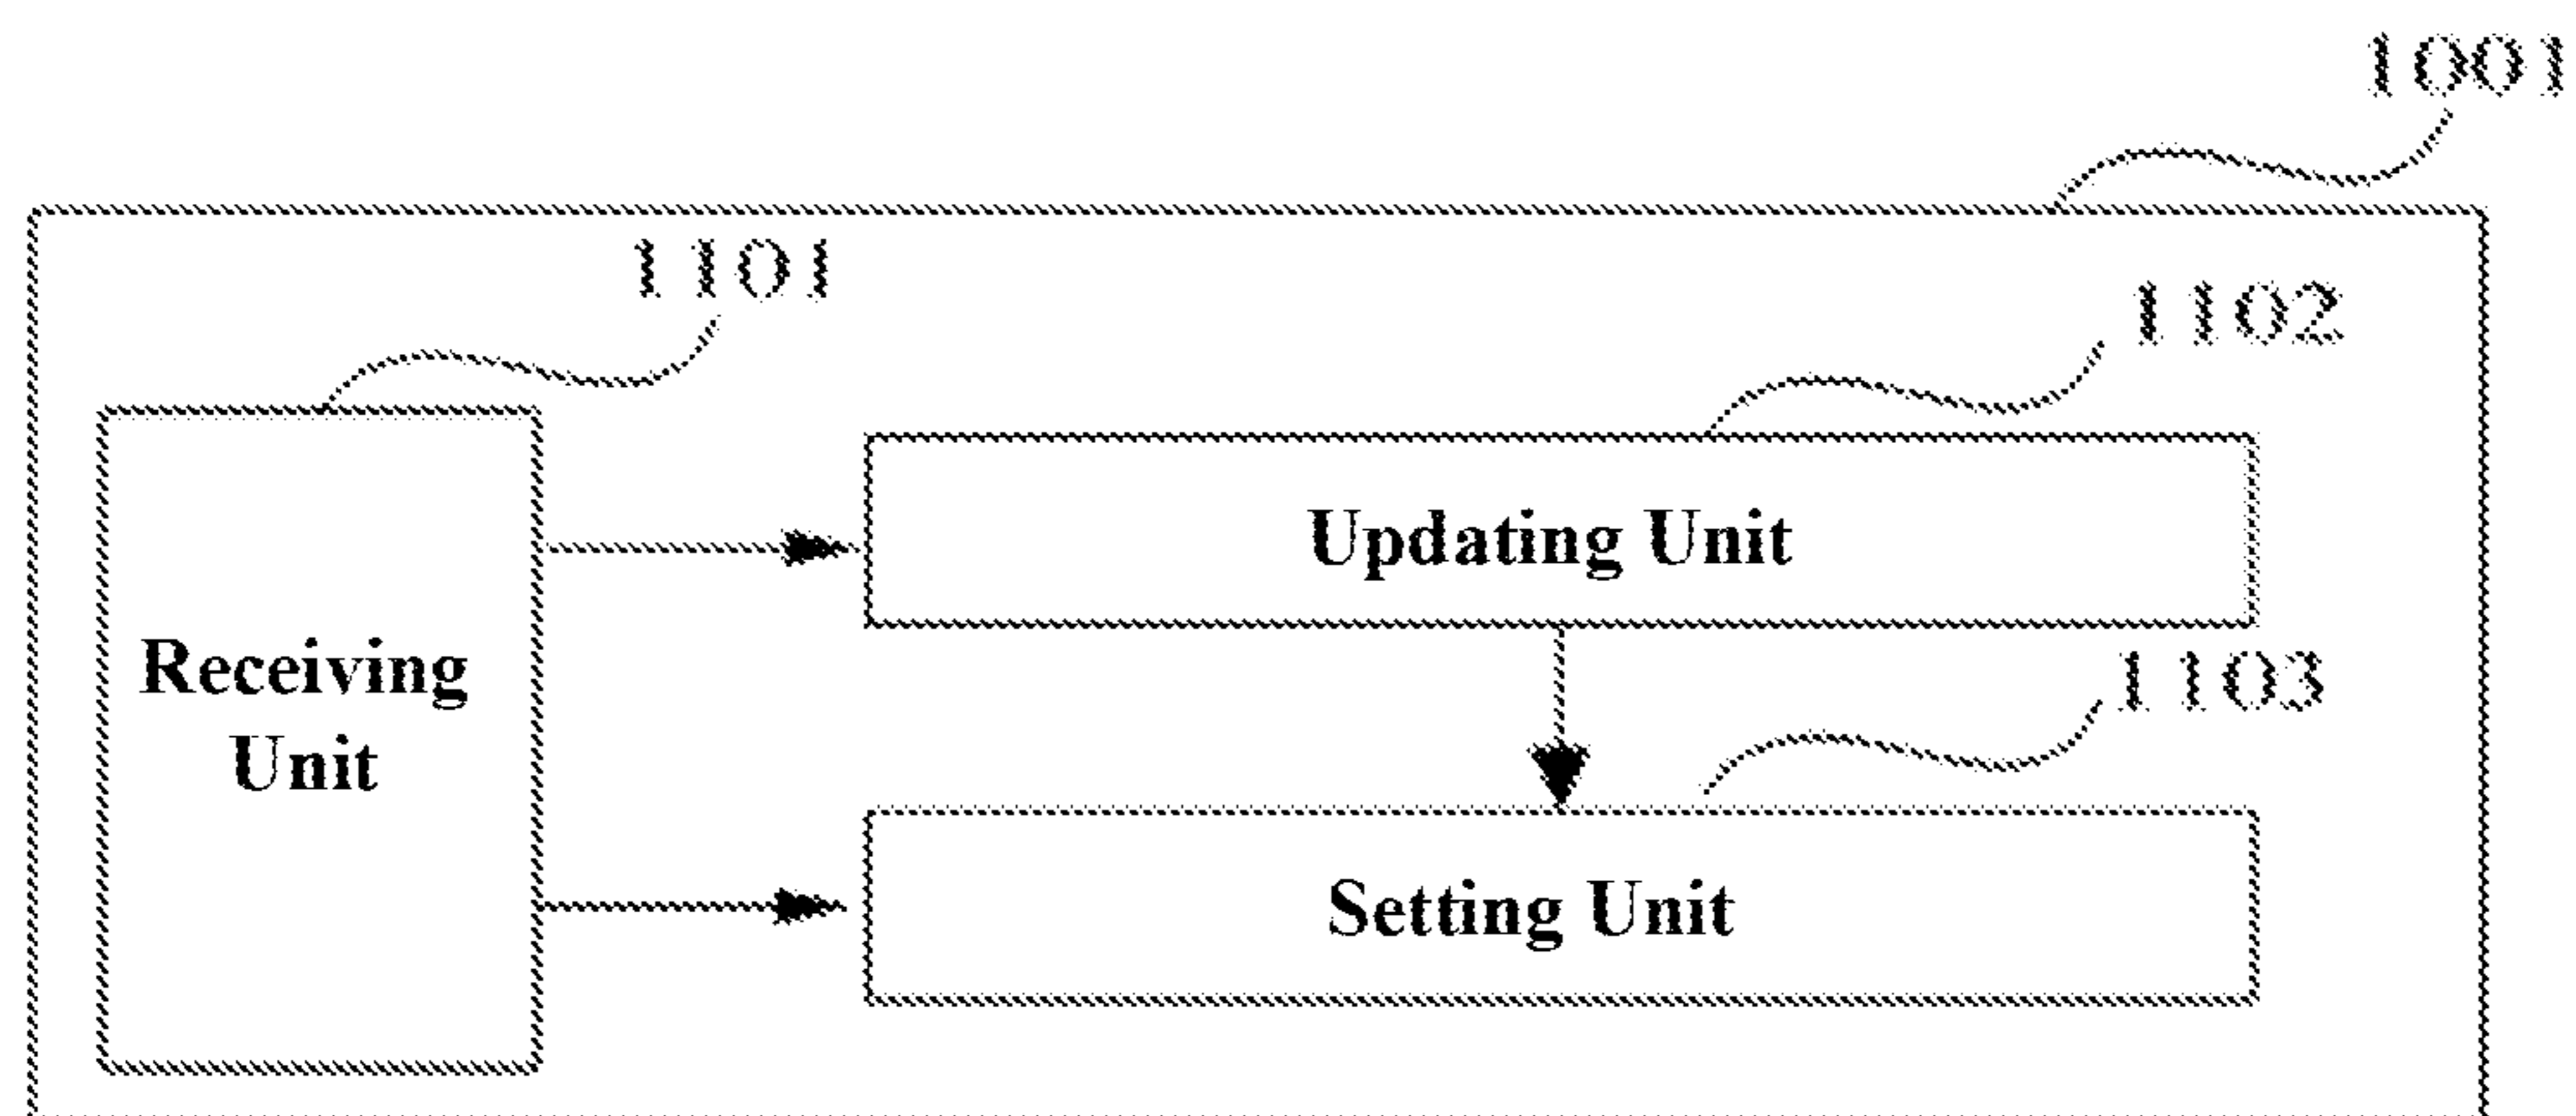 1001
1101
1102
Updating Unit
Receiving
Unit
1103
Setting Unit